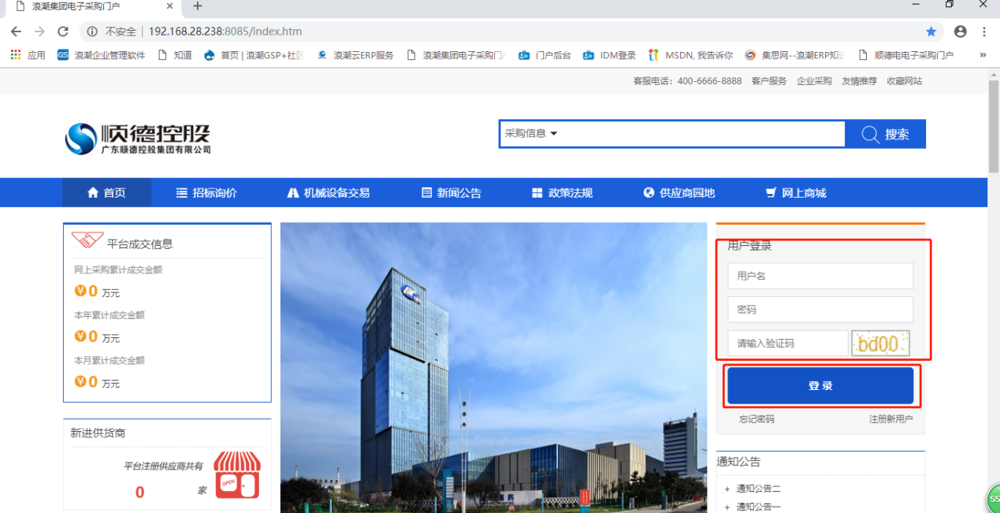 浪潮集团电子采购门户
不安全 | 192.168.28.238:8085/index.htm
应用 GS 浪潮企业管理软件 知道 首页 | 浪潮GSP+社区 浪潮云ERP服务 浪潮集团电子采购门 门户后台 IDM登录 MSDN, 我告诉你 集思网--浪潮ERP知识 顺德电电子采购门户 »
客服电话：400-6666-8888 客户服务 企业采购 友情推荐 收藏网站
顺德控股
广东顺德控股集团有限公司
采购信息 搜索
首页 招标询价 机械设备交易 新闻公告 政策法规 供应商园地 网上商城
平台成交信息
网上采购累计成交金额
¥ 0 万元
本年累计成交金额
¥ 0 万元
本月累计成交金额
¥ 0 万元
新进供货商
平台注册供应商共有
0 家
OPEN
用户登录
用户名
密码
请输入验证码 bd00
登 录
忘记密码 注册新用户
通知公告
+ 通知公告二
+ 通知公告一
55